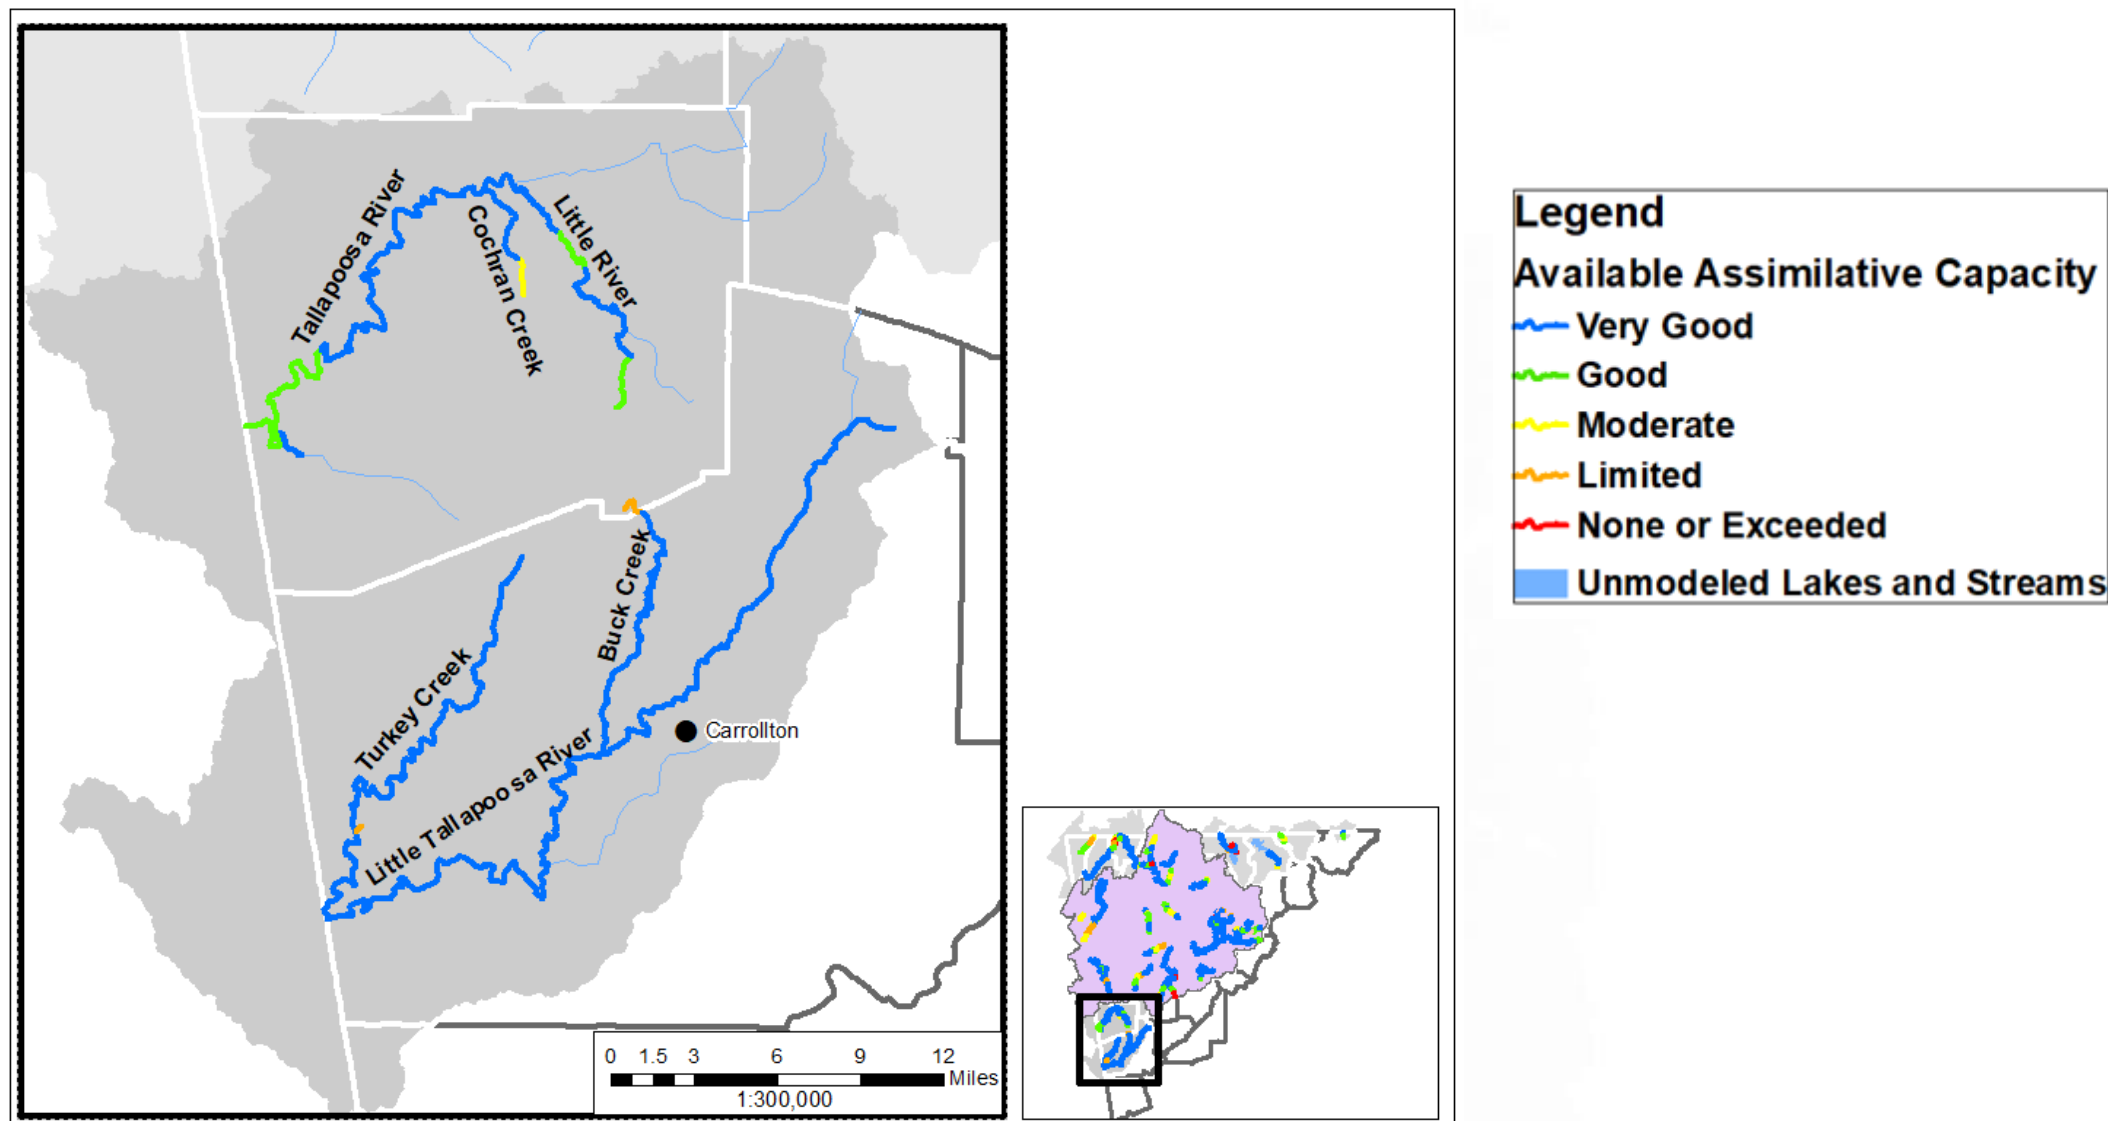 Tallapoosa River
Cochran Creek
Little River
Buck Creek
Turkey Creek
Little Tallapoosa River
Carrollton
0 1.5 3 6 9 12
Miles
1:300,000
Legend
Available Assimilative Capacity
Very Good
Good
Moderate
Limited
None or Exceeded
Unmodeled Lakes and Streams